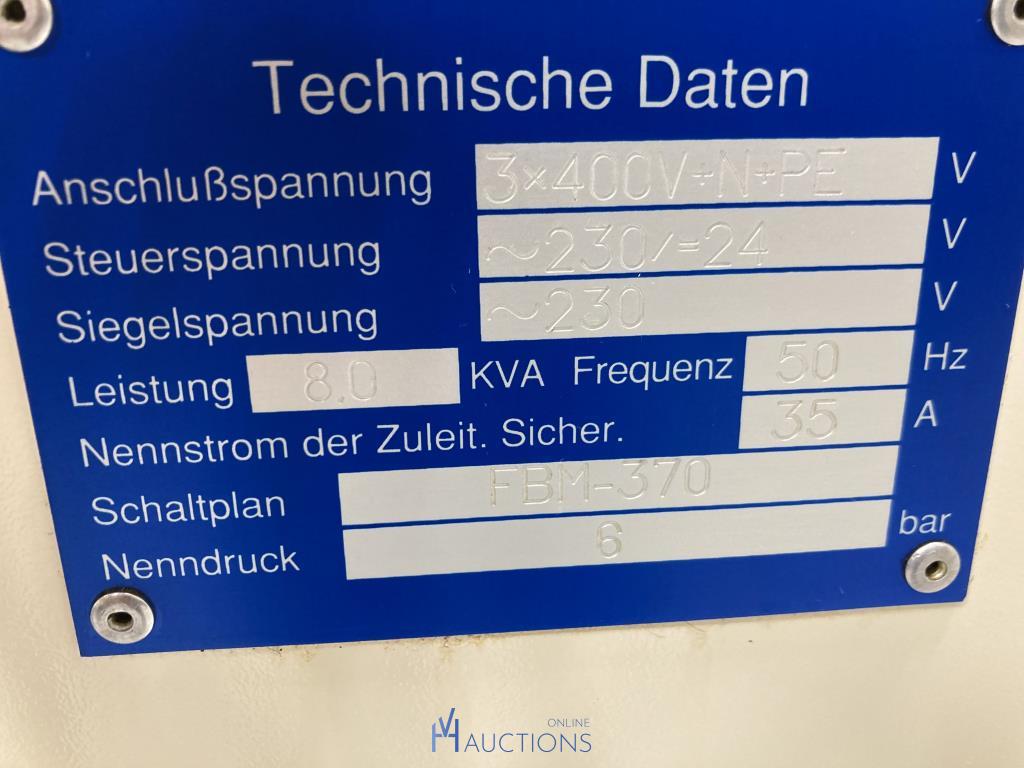 Technische Daten
Anschlußspannung 3×400V+N+PE V
Steuerspannung ~230/=24 V
Siegelspannung ~230 V
Leistung 8.0 KVA Frequenz 50 Hz
Nennstrom der Zuleit. Sicher. 35 A
Schaltplan FBM-370
Nenndruck 6 bar
VH ONLINE
AUCTIONS